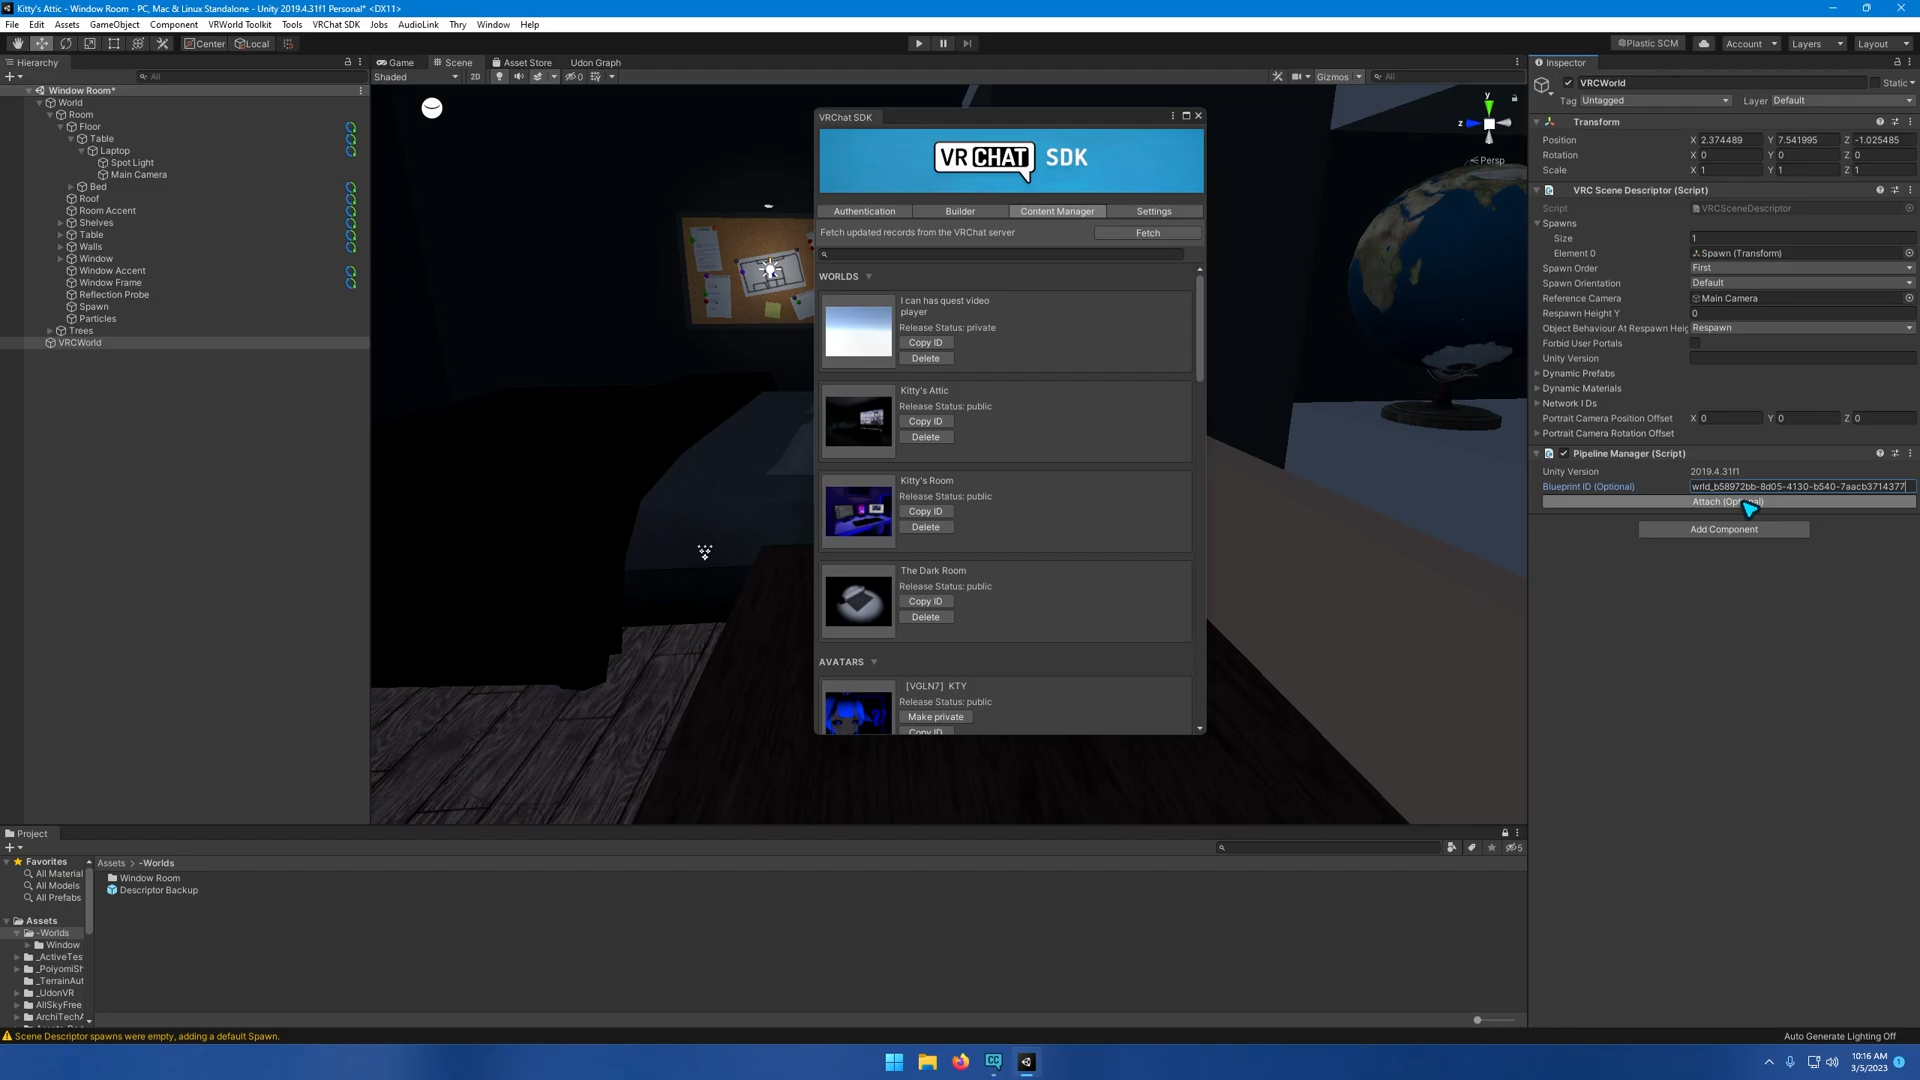 Kitty's Attic - Window Room - PC, Mac & Linux Standalone - Unity 2019.4.31f1 Personal* <DX11>
File Edit Assets GameObject Component VRWorld Toolkit Tools VRChat SDK Jobs AudioLink Thry Window Help
Center Local Plastic SCM Account Layers Layout
Hierarchy
All
Window Room*
World
Room
Floor
Table
Laptop
Spot Light
Main Camera
Bed
Roof
Room Accent
Shelves
Table
Walls
Window
Window Accent
Window Frame
Reflection Probe
Spawn
Particles
Trees
VRCWorld
Game Scene Asset Store Udon Graph
Shaded 2D 0 Gizmos All
y
z
Persp
VRChat SDK
VR CHAT SDK
Authentication Builder Content Manager Settings
Fetch updated records from the VRChat server Fetch
WORLDS
I can has quest video
player
Release Status: private
Copy ID
Delete
Kitty's Attic
Release Status: public
Copy ID
Delete
Kitty's Room
Release Status: public
Copy ID
Delete
The Dark Room
Release Status: public
Copy ID
Delete
AVATARS
[VGLN7] KTY
Release Status: public
Make private
Copy ID
Inspector
VRCWorld Static
Tag Untagged Layer Default
Transform
Position X 2.374489 Y 7.541995 Z -1.025485
Rotation X 0 Y 0 Z 0
Scale X 1 Y 1 Z 1
VRC Scene Descriptor (Script)
Script VRCSceneDescriptor
Spawns
Size 1
Element 0 Spawn (Transform)
Spawn Order First
Spawn Orientation Default
Reference Camera Main Camera
Respawn Height Y 0
Object Behaviour At Respawn Heig Respawn
Forbid User Portals
Unity Version
Dynamic Prefabs
Dynamic Materials
Network I Ds
Portrait Camera Position Offset X 0 Y 0 Z 0
Portrait Camera Rotation Offset
Pipeline Manager (Script)
Unity Version 2019.4.31f1
Blueprint ID (Optional) wrld_b58972bb-8d05-4130-b540-7aacb3714377
Attach (Optional)
Add Component
Project
5
Favorites
All Material
All Models
All Prefabs
Assets
-Worlds
Window
_ActiveTes
_PoiyomiSh
_TerrainAut
_UdonVR
AllSkyFree
ArchiTechA
Assets > -Worlds
Window Room
Descriptor Backup
Scene Descriptor spawns were empty, adding a default Spawn.
Auto Generate Lighting Off
10:16 AM
3/5/2023
1